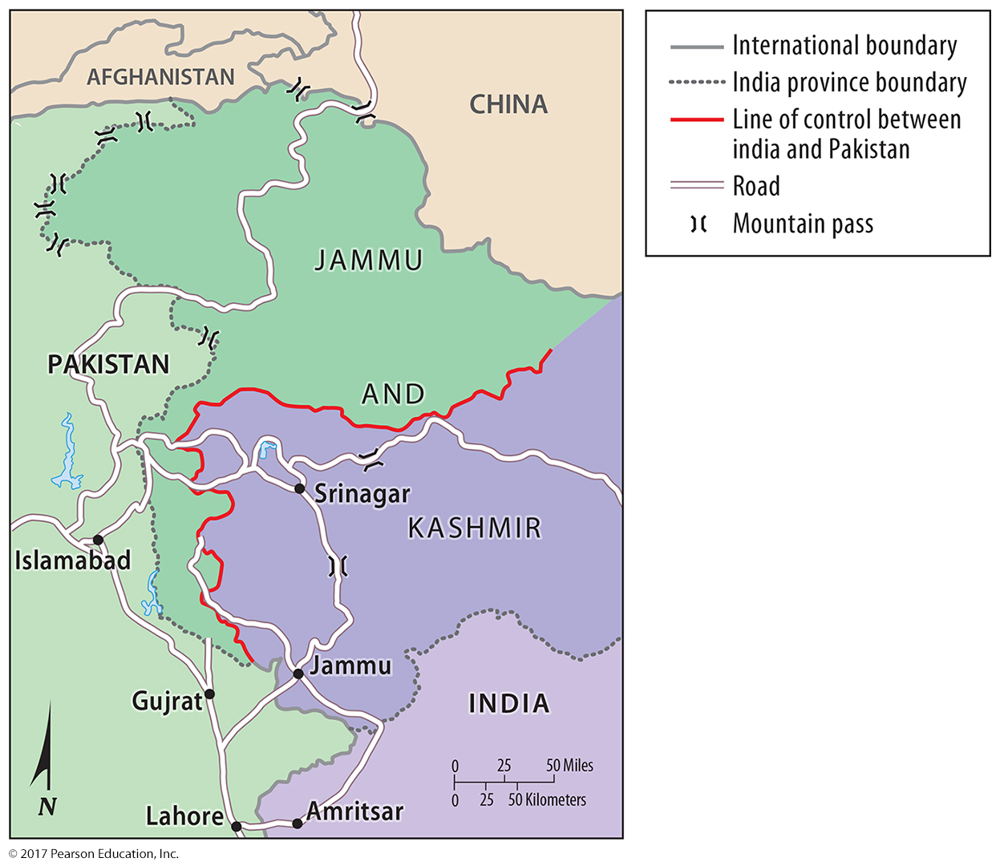 AFGHANISTAN
CHINA
JAMMU
PAKISTAN
AND
Srinagar
KASHMIR
Islamabad
Jammu
Gujrat
INDIA
0 25 50 Miles
0 25 50 Kilometers
N
Lahore
Amritsar
International boundary
India province boundary
Line of control between
india and Pakistan
Road
Mountain pass
© 2017 Pearson Education, Inc.